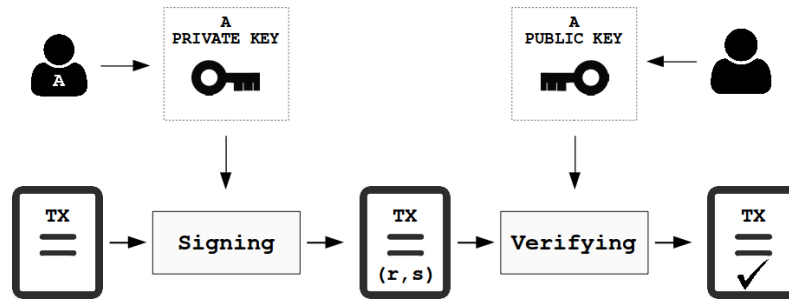 A
PRIVATE KEY
A
PUBLIC KEY
A
TX
Signing
TX
(r,s)
Verifying
TX